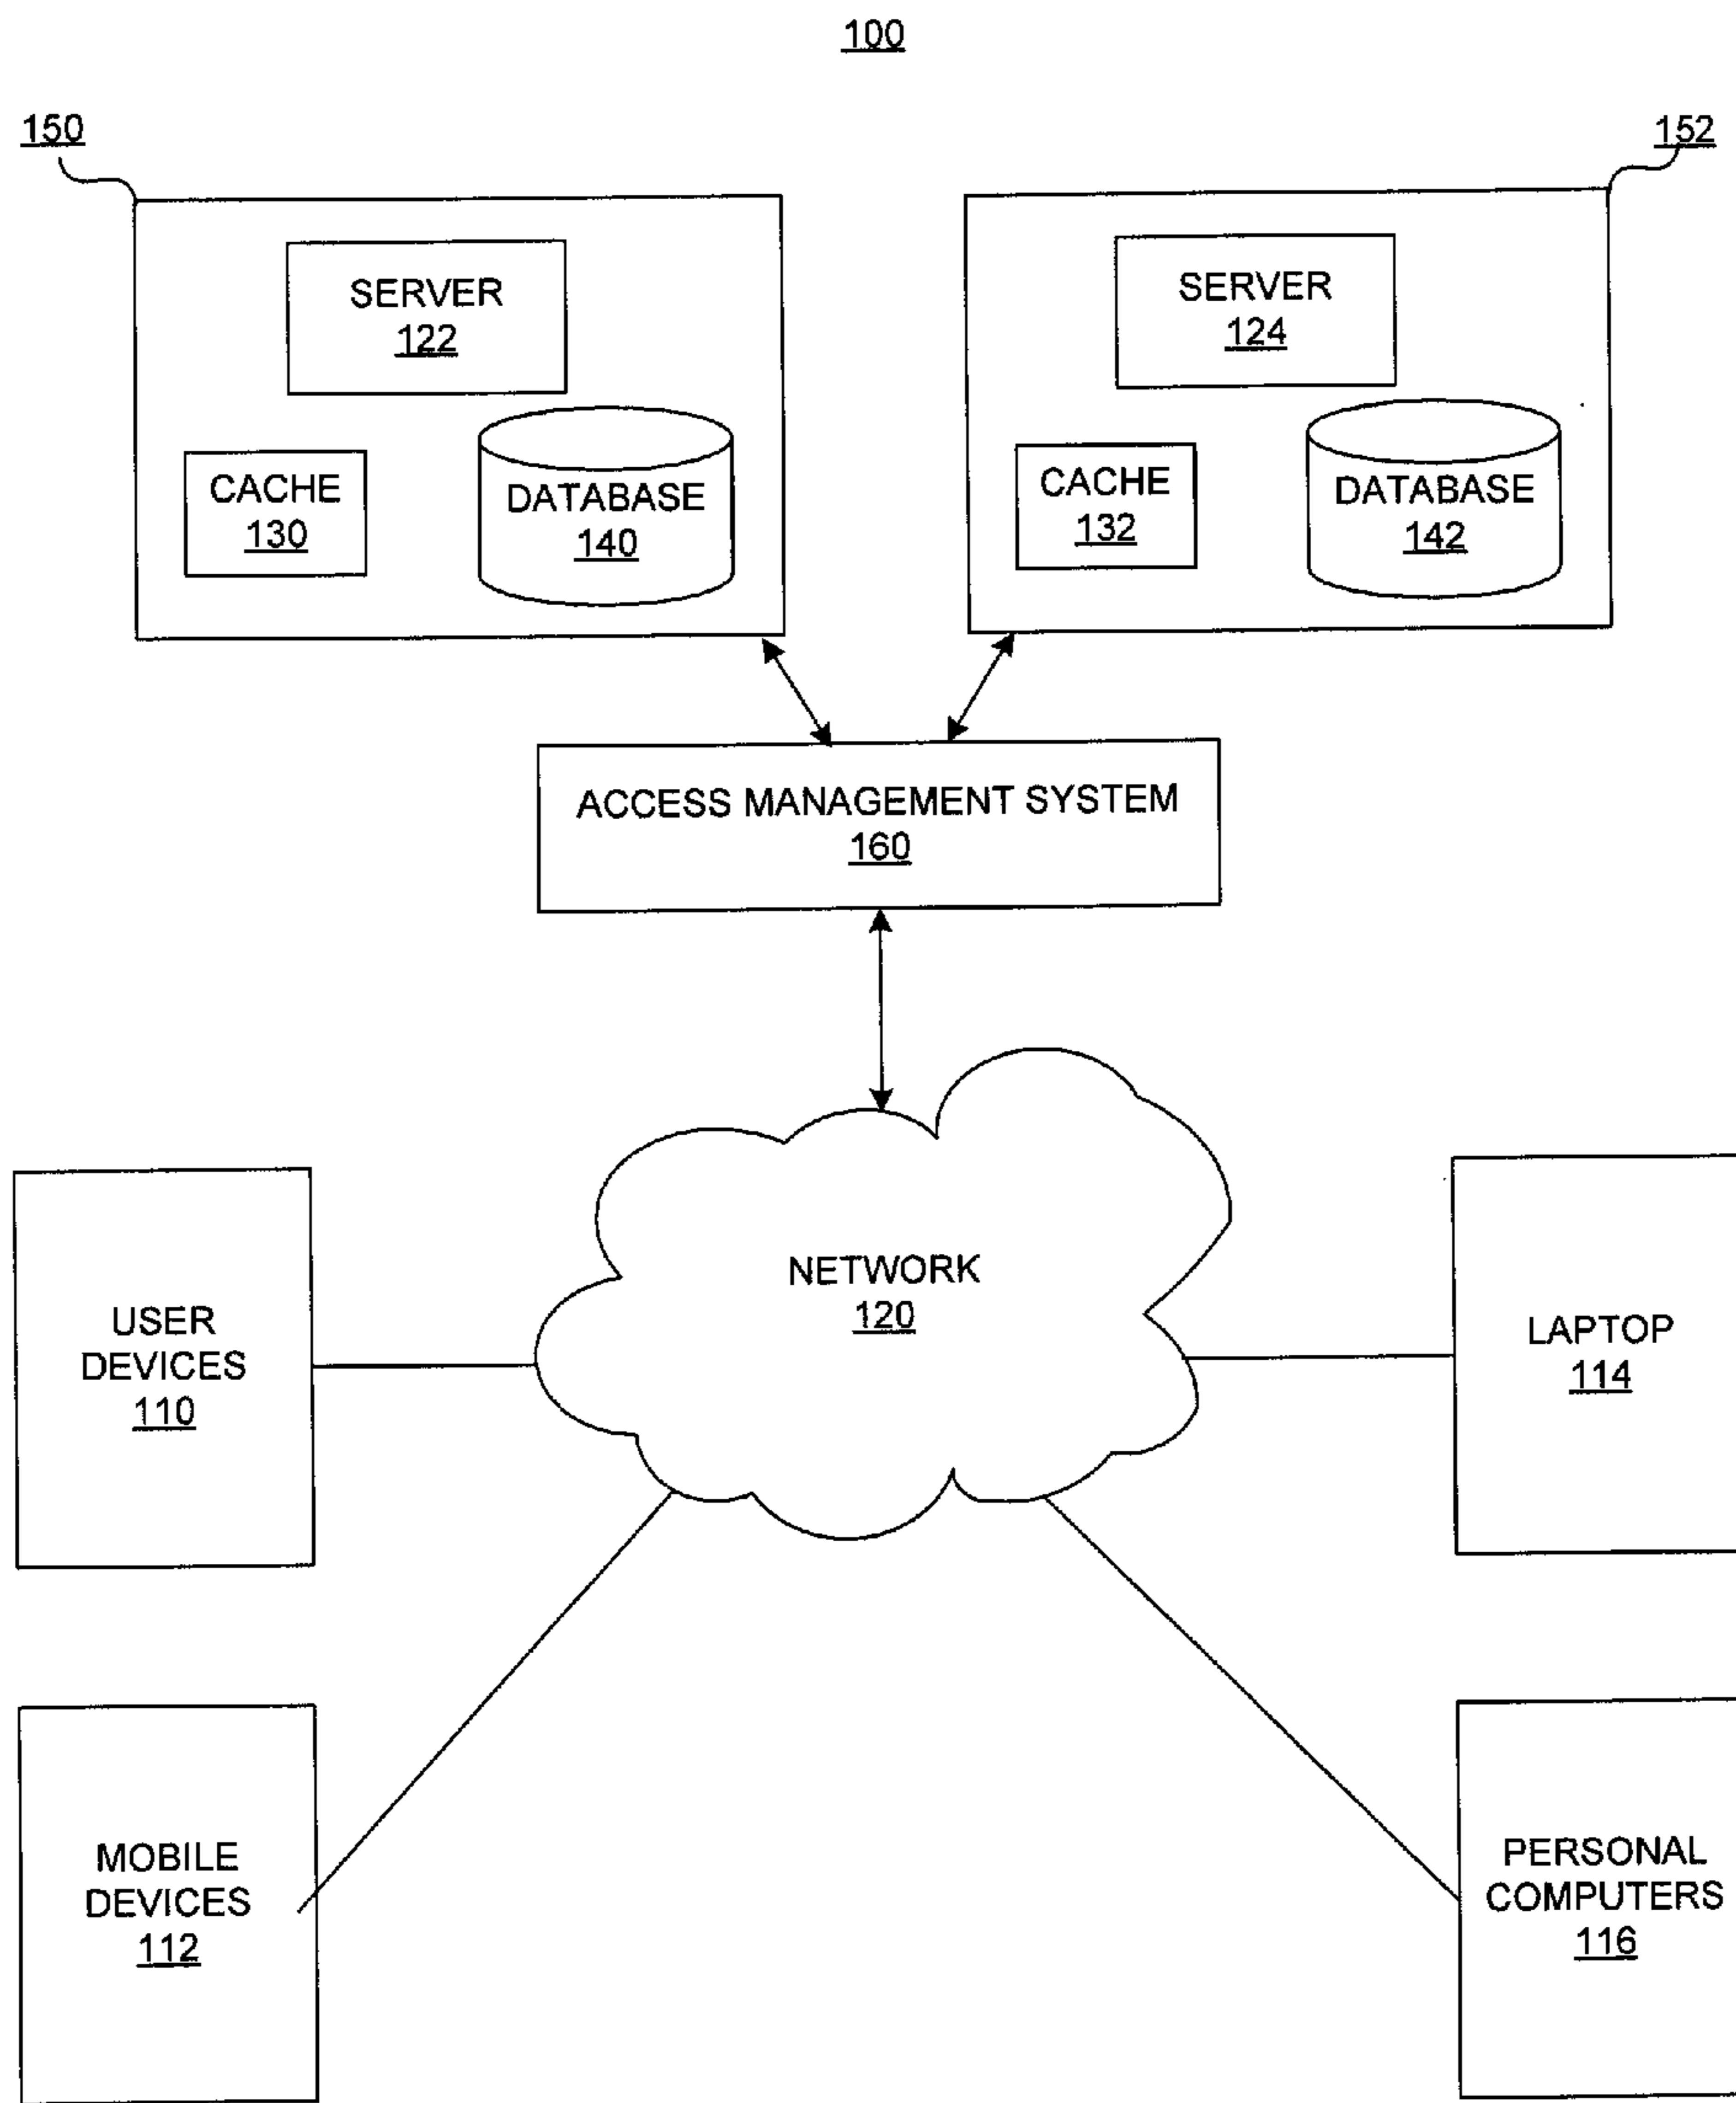 100
150
152
SERVER
122
SERVER
124
CACHE
130
DATABASE
140
CACHE
132
DATABASE
142
ACCESS MANAGEMENT SYSTEM
160
NETWORK
120
USER
DEVICES
110
LAPTOP
114
MOBILE
DEVICES
112
PERSONAL
COMPUTERS
116